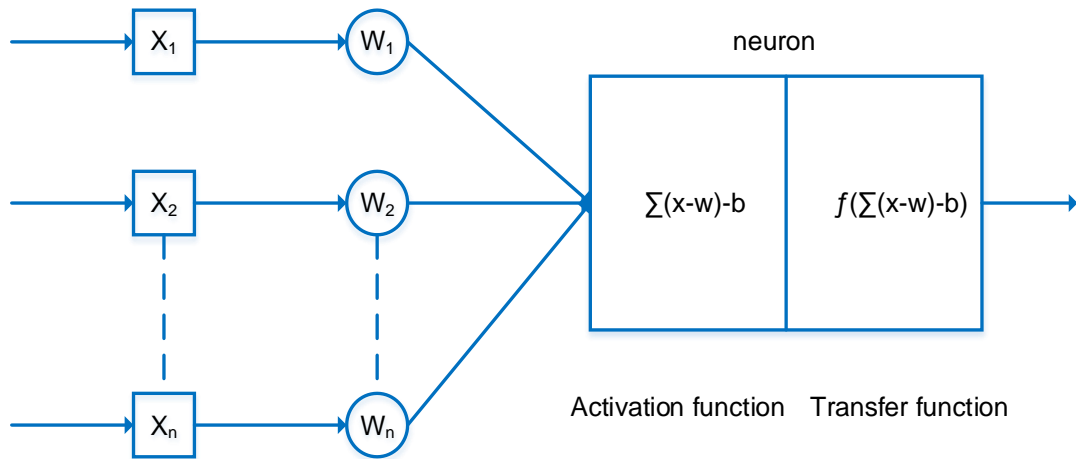 X₁
W₁
neuron
X₂
W₂
∑(x-w)-b
ƒ(∑(x-w)-b)
Xₙ
Wₙ
Activation function
Transfer function